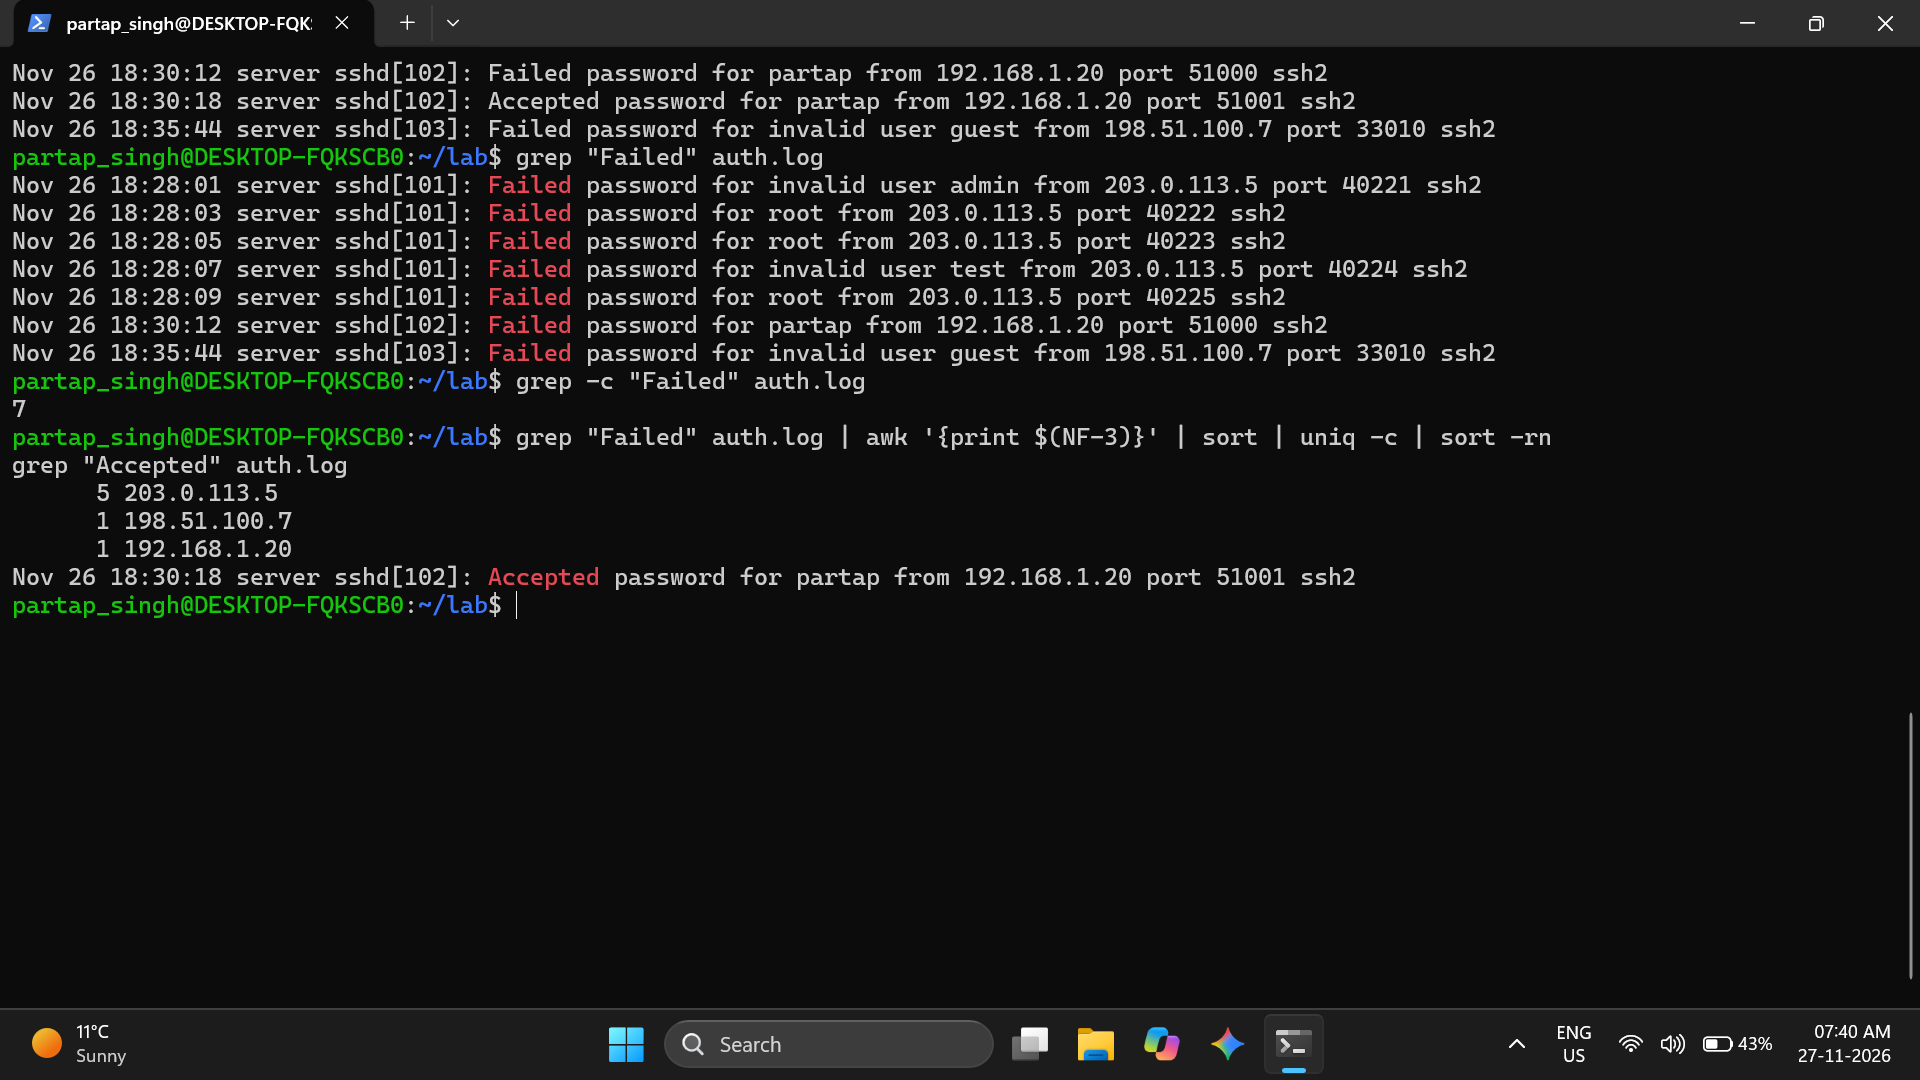 partap_singh@DESKTOP-FQK
Nov 26 18:30:12 server sshd[102]: Failed password for partap from 192.168.1.20 port 51000 ssh2
Nov 26 18:30:18 server sshd[102]: Accepted password for partap from 192.168.1.20 port 51001 ssh2
Nov 26 18:35:44 server sshd[103]: Failed password for invalid user guest from 198.51.100.7 port 33010 ssh2
partap_singh@DESKTOP-FQKSCB0:~/lab$ grep "Failed" auth.log
Nov 26 18:28:01 server sshd[101]: Failed password for invalid user admin from 203.0.113.5 port 40221 ssh2
Nov 26 18:28:03 server sshd[101]: Failed password for root from 203.0.113.5 port 40222 ssh2
Nov 26 18:28:05 server sshd[101]: Failed password for root from 203.0.113.5 port 40223 ssh2
Nov 26 18:28:07 server sshd[101]: Failed password for invalid user test from 203.0.113.5 port 40224 ssh2
Nov 26 18:28:09 server sshd[101]: Failed password for root from 203.0.113.5 port 40225 ssh2
Nov 26 18:30:12 server sshd[102]: Failed password for partap from 192.168.1.20 port 51000 ssh2
Nov 26 18:35:44 server sshd[103]: Failed password for invalid user guest from 198.51.100.7 port 33010 ssh2
partap_singh@DESKTOP-FQKSCB0:~/lab$ grep -c "Failed" auth.log
7
partap_singh@DESKTOP-FQKSCB0:~/lab$ grep "Failed" auth.log | awk '{print $(NF-3)}' | sort | uniq -c | sort -rn
grep "Accepted" auth.log
      5 203.0.113.5
      1 198.51.100.7
      1 192.168.1.20
Nov 26 18:30:18 server sshd[102]: Accepted password for partap from 192.168.1.20 port 51001 ssh2
partap_singh@DESKTOP-FQKSCB0:~/lab$
11°C
Sunny
Search
ENG
US
43%
07:40 AM
27-11-2026